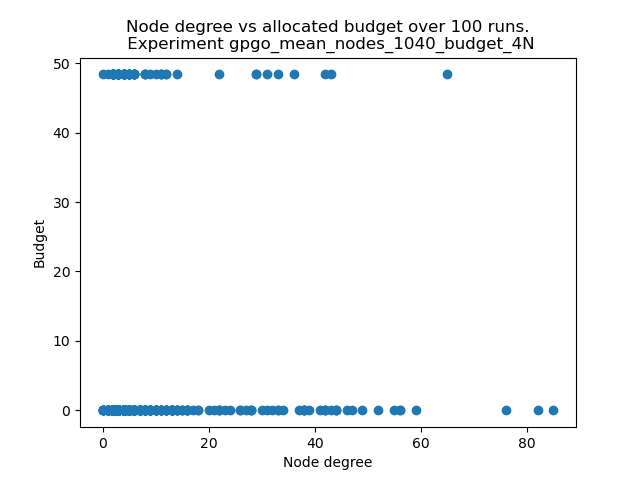 Node degree vs allocated budget over 100 runs.
Experiment gpgo_mean_nodes_1040_budget_4N
50
40
30
20
10
0
Budget
0 20 40 60 80
Node degree